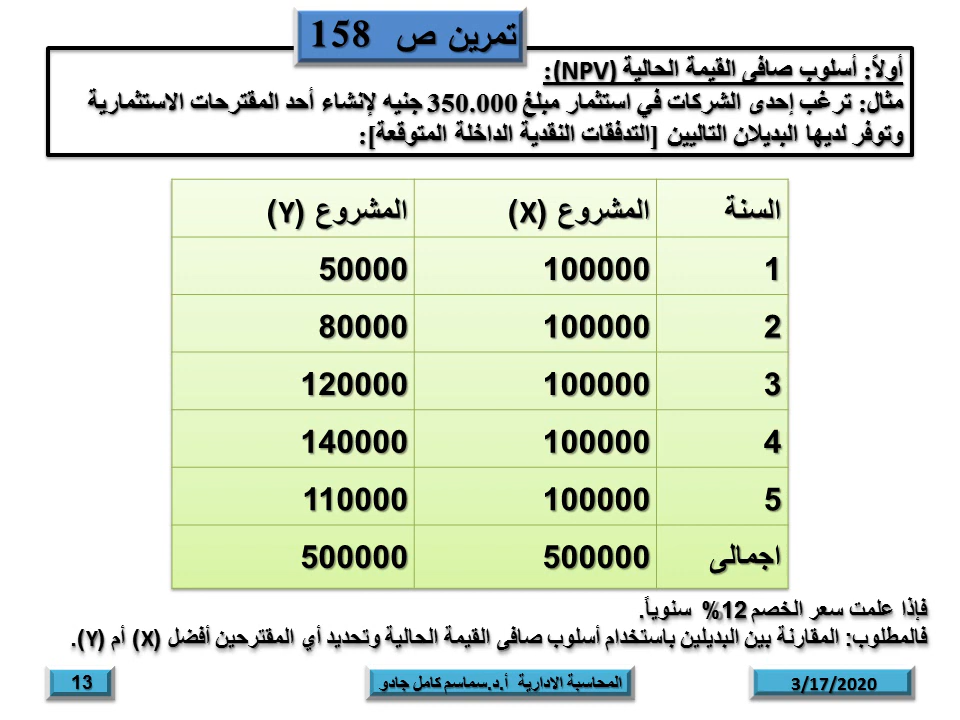 تمرين ص 158
أولاً: أسلوب صافى القيمة الحالية (NPV):
مثال: ترغب إحدى الشركات في استثمار مبلغ 350.000 جنيه لإنشاء أحد المقترحات الاستثمارية
وتوفر لديها البديلان التاليين [التدفقات النقدية الداخلة المتوقعة]:
السنة المشروع (X) المشروع (Y)
1 100000 50000
2 100000 80000
3 100000 120000
4 100000 140000
5 100000 110000
اجمالى 500000 500000
فإذا علمت سعر الخصم 12% سنوياً.
فالمطلوب: المقارنة بين البديلين باستخدام أسلوب صافى القيمة الحالية وتحديد أي المقترحين أفضل (X) أم (Y).
3/17/2020 المحاسبة الادارية أ.د.سماسم كامل جادو 13